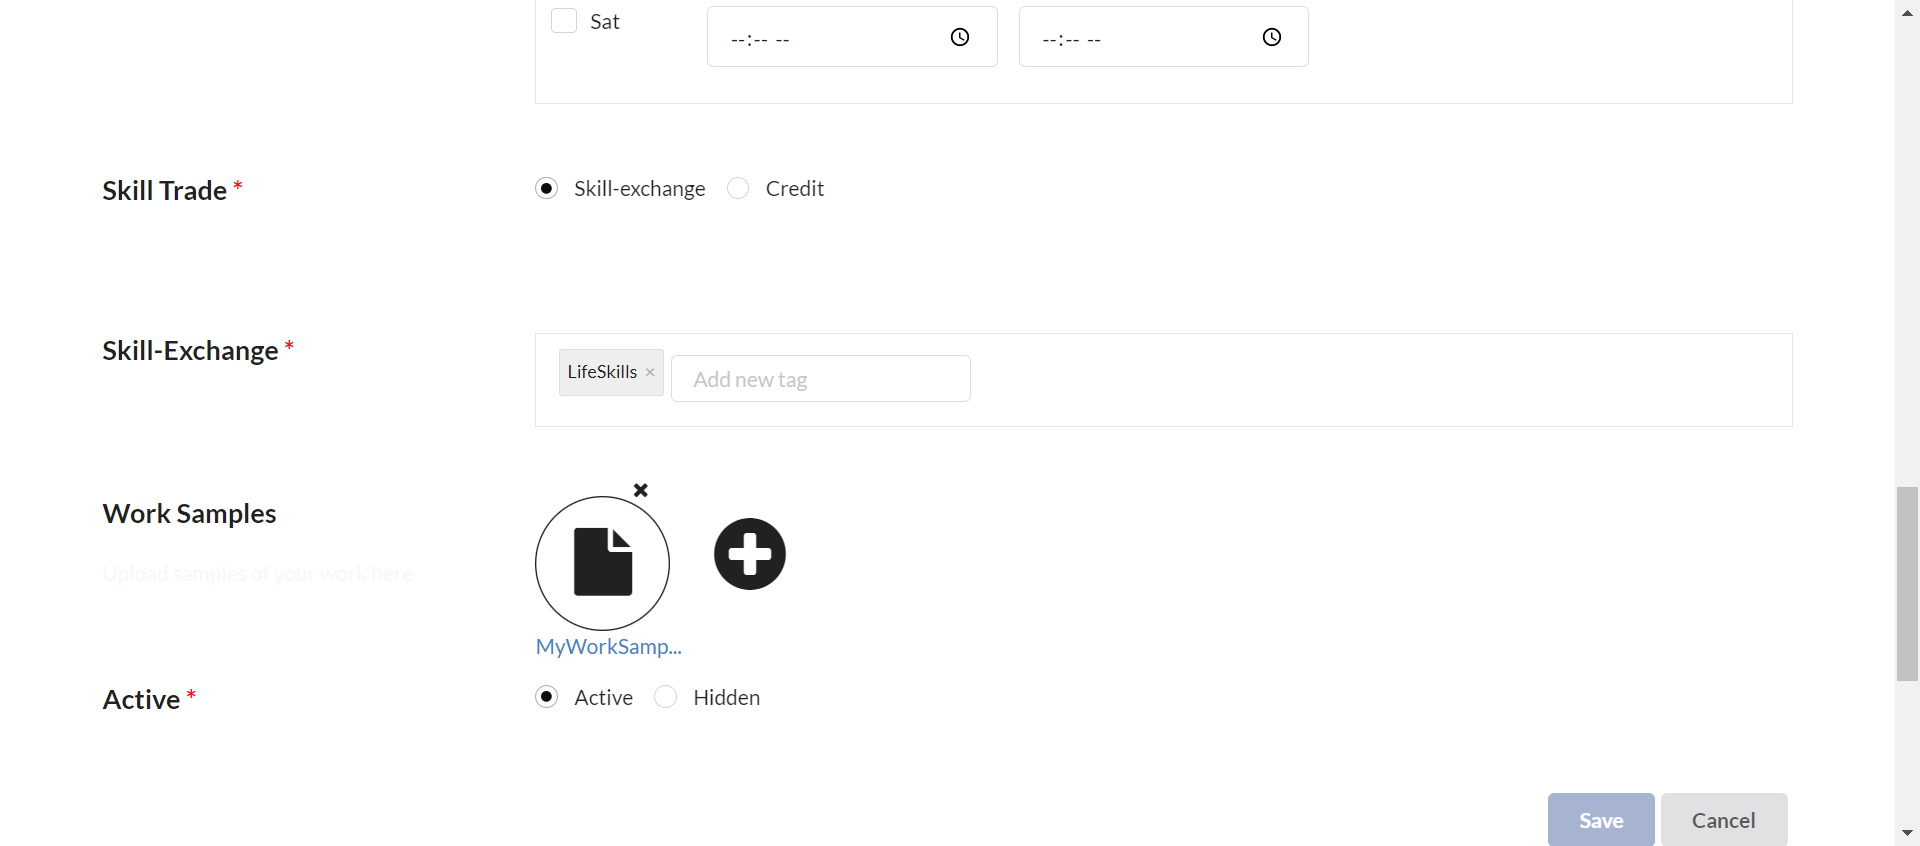 Sat --:-- -- --:-- --
Skill Trade * Skill-exchange Credit
Skill-Exchange * LifeSkills × Add new tag
Work Samples
Upload samples of your work here
MyWorkSamp...
Active * Active Hidden
Save Cancel